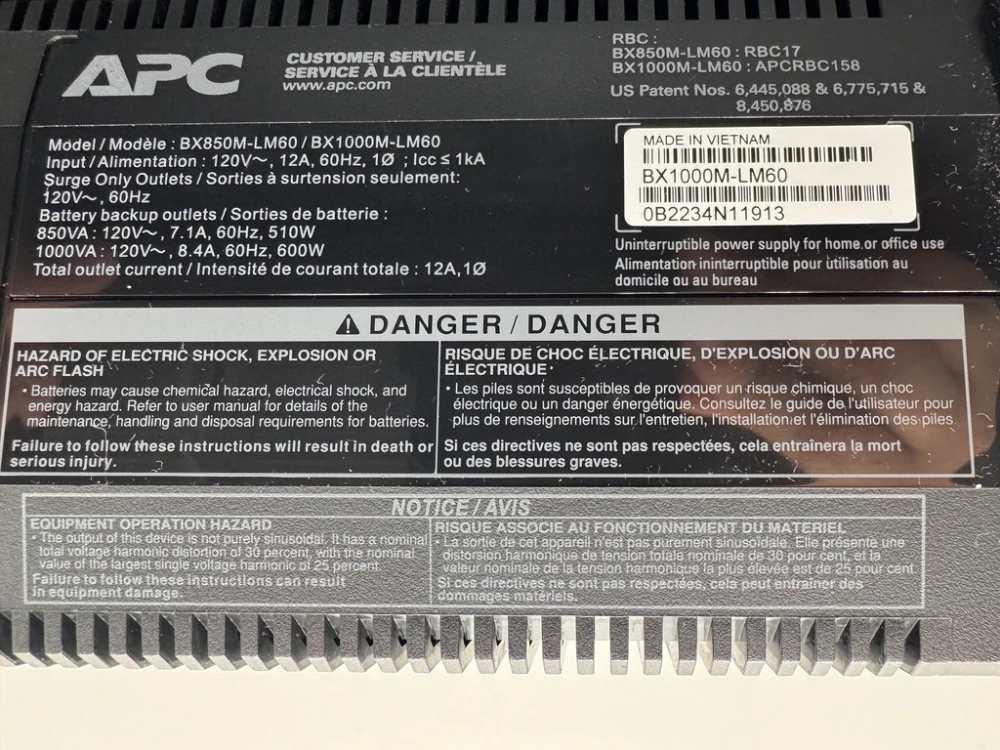 APC
CUSTOMER SERVICE /
SERVICE À LA CLIENTÈLE
www.apc.com
RBC :
BX850M-LM60 : RBC17
BX1000M-LM60 : APCRBC158
US Patent Nos. 6,445,088 & 6,775,715 &
8,450,876
Model / Modèle : BX850M-LM60 / BX1000M-LM60
Input / Alimentation : 120V~, 12A, 60Hz, 1Ø ; Icc ≤ 1kA
Surge Only Outlets / Sorties à surtension seulement:
120V~, 60Hz
Battery backup outlets / Sorties de batterie :
850VA : 120V~, 7.1A, 60Hz, 510W
1000VA : 120V~, 8.4A, 60Hz, 600W
Total outlet current / Intensité de courant totale : 12A,1Ø
MADE IN VIETNAM
BX1000M-LM60
0B2234N11913
Uninterruptible power supply for home or office use
Alimentation ininterruptible pour utilisation au
domicile ou au bureau
⚠ DANGER / DANGER
HAZARD OF ELECTRIC SHOCK, EXPLOSION OR
ARC FLASH
• Batteries may cause chemical hazard, electrical shock, and
energy hazard. Refer to user manual for details of the
maintenance, handling and disposal requirements for batteries.
Failure to follow these instructions will result in death or
serious injury.
RISQUE DE CHOC ÉLECTRIQUE, D'EXPLOSION OU D'ARC
ÉLECTRIQUE
• Les piles sont susceptibles de provoquer un risque chimique, un choc
électrique ou un danger énergétique. Consultez le guide de l'utilisateur pour
plus de renseignements sur l'entretien, l'installation et l'élimination des piles.
Si ces directives ne sont pas respectées, cela entraînera la mort
ou des blessures graves.
NOTICE / AVIS
EQUIPMENT OPERATION HAZARD
• The output of this device is not purely sinusoidal. It has a nominal
total voltage harmonic distortion of 30 percent, with the nominal
value of the largest single voltage harmonic of 25 percent.
Failure to follow these instructions can result
in equipment damage.
RISQUE ASSOCIÉ AU FONCTIONNEMENT DU MATÉRIEL
• La sortie de cet appareil n'est pas purement sinusoïdale. Elle présente une
distorsion harmonique de tension totale nominale de 30 pour cent, et la
valeur nominale de la tension harmonique la plus élevée est de 25 pour cent.
Si ces directives ne sont pas respectées, cela peut entraîner des
dommages matériels.